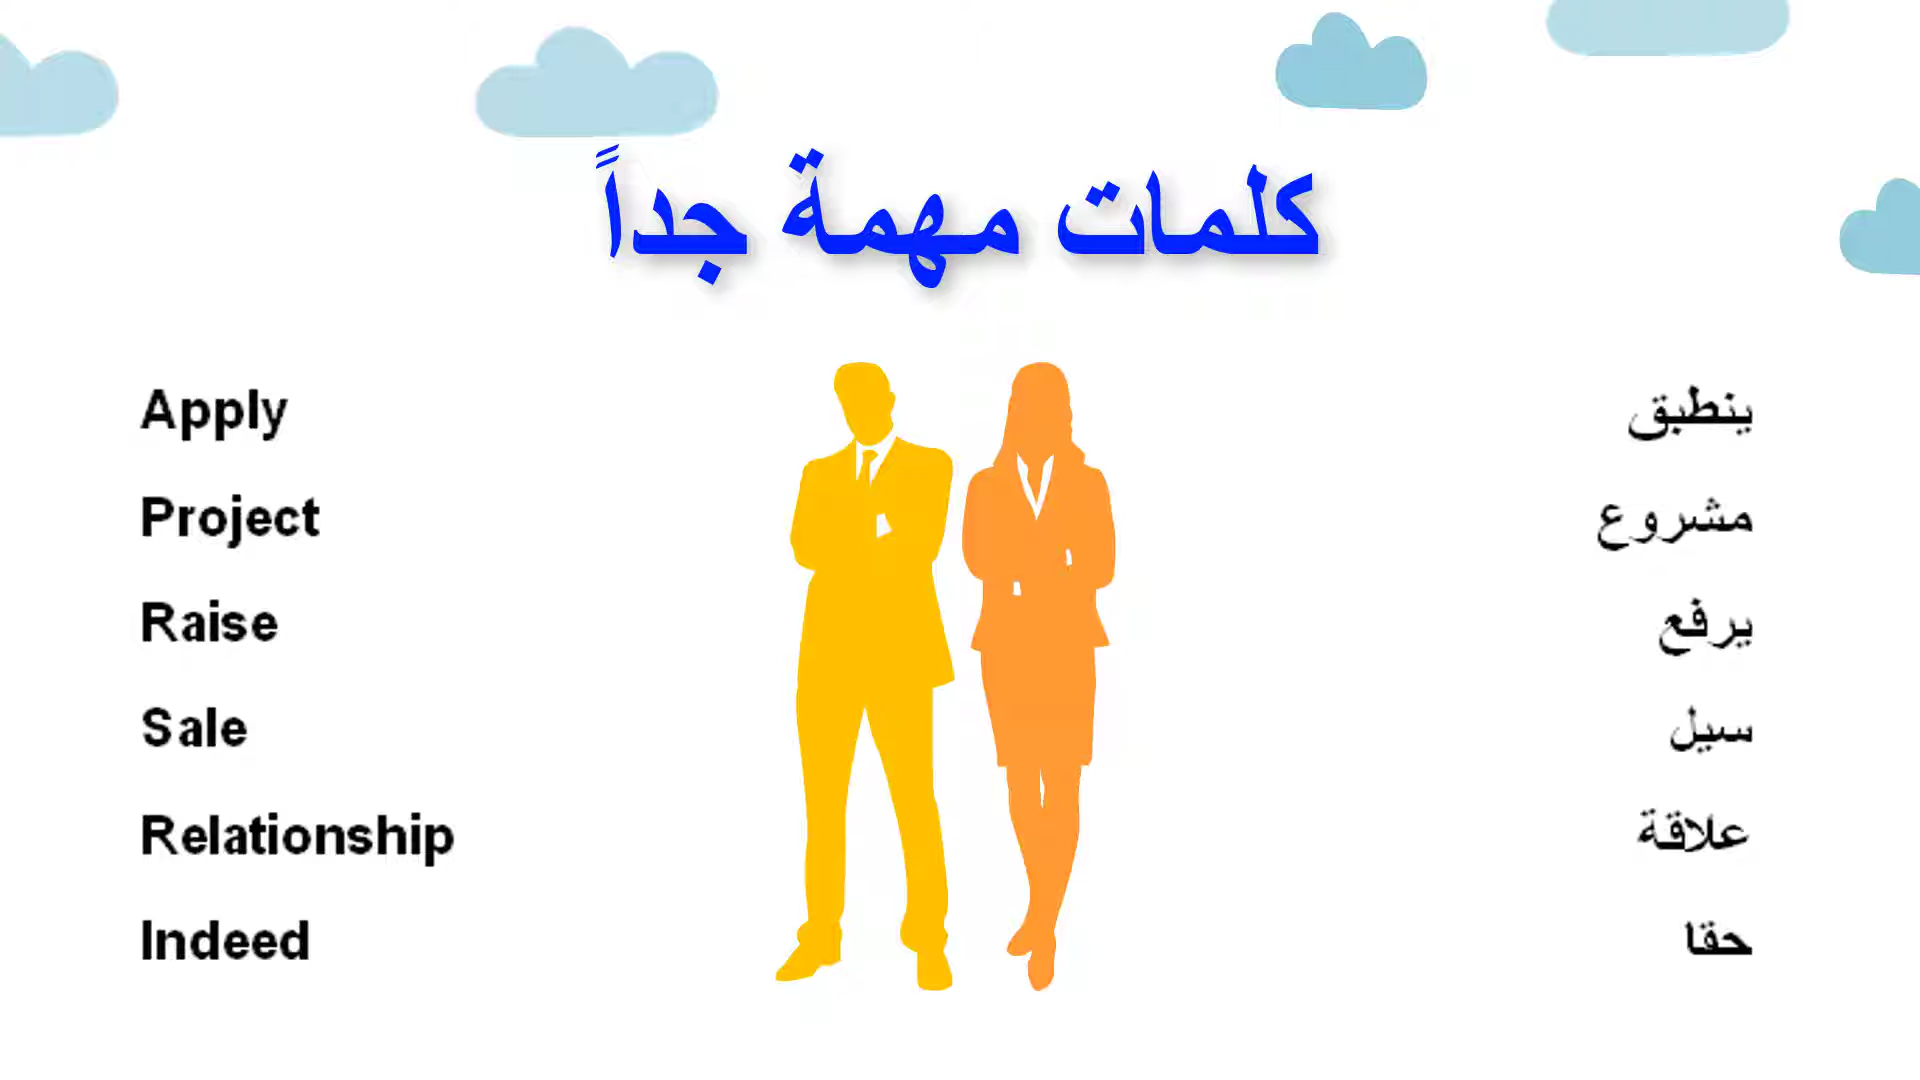 كلمات مهمة جداً
Apply ينطبق
Project مشروع
Raise يرفع
Sale سيل
Relationship علاقة
Indeed حقا